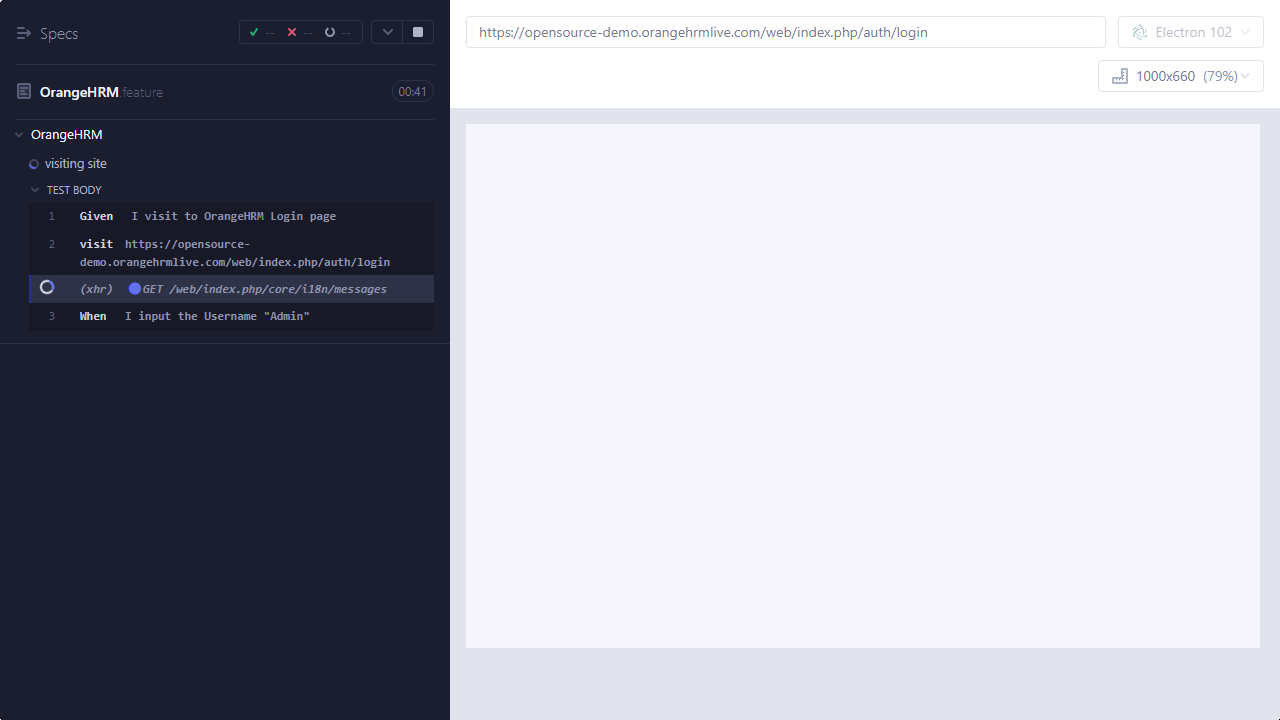 Specs
-- -- --
OrangeHRM.feature
00:41
OrangeHRM
visiting site
TEST BODY
1 Given I visit to OrangeHRM Login page
2 visit https://opensource-
demo.orangehrmlive.com/web/index.php/auth/login
(xhr) GET /web/index.php/core/i18n/messages
3 When I input the Username "Admin"
https://opensource-demo.orangehrmlive.com/web/index.php/auth/login
Electron 102
1000x660 (79%)